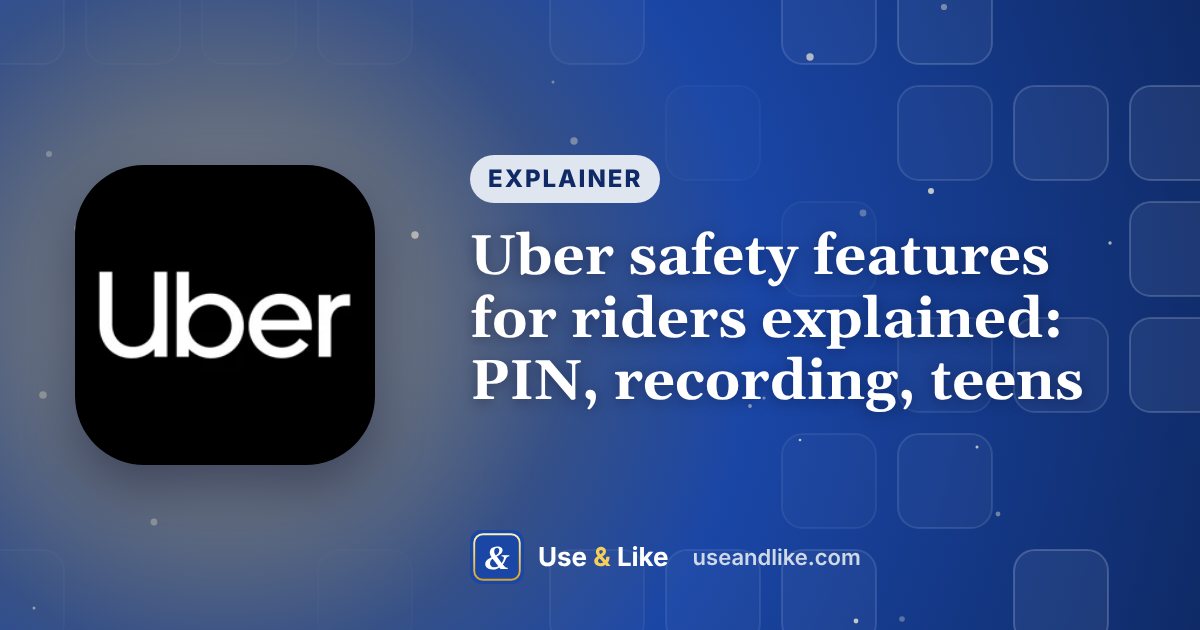 Uber
EXPLAINER
Uber safety features
for riders explained:
PIN, recording, teens
& Use & Like useandlike.com